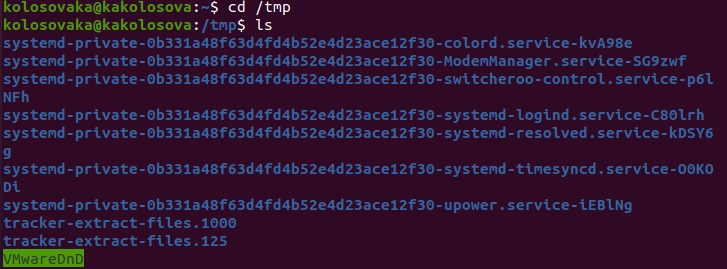 kolosovaka@kakolosova:~$ cd /tmp
kolosovaka@kakolosova:/tmp$ ls
systemd-private-0b331a48f63d4fd4b52e4d23ace12f30-colord.service-kvA98e
systemd-private-0b331a48f63d4fd4b52e4d23ace12f30-ModemManager.service-SG9zwf
systemd-private-0b331a48f63d4fd4b52e4d23ace12f30-switcheroo-control.service-p6l
NFh
systemd-private-0b331a48f63d4fd4b52e4d23ace12f30-systemd-logind.service-C80lrh
systemd-private-0b331a48f63d4fd4b52e4d23ace12f30-systemd-resolved.service-kDSY6
g
systemd-private-0b331a48f63d4fd4b52e4d23ace12f30-systemd-timesyncd.service-O0KO
Di
systemd-private-0b331a48f63d4fd4b52e4d23ace12f30-upower.service-iEBlNg
tracker-extract-files.1000
tracker-extract-files.125
VMwareDnD